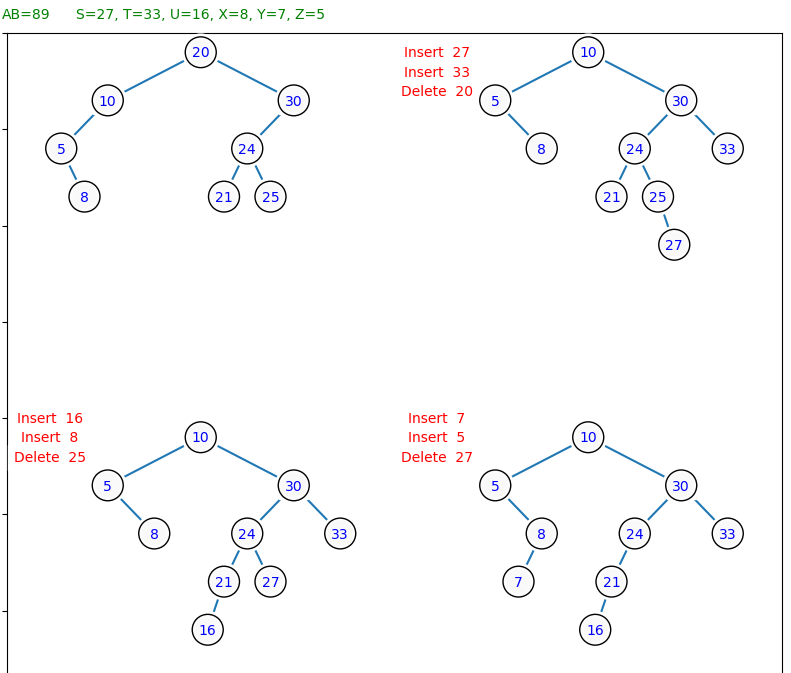 AB=89 S=27, T=33, U=16, X=8, Y=7, Z=5
20
10 30
5 24
8 21 25
Insert 27
Insert 33
Delete 20
10
5 30
8 24 33
21 25
27
Insert 16
Insert 8
Delete 25
10
5 30
8 24 33
21 27
16
Insert 7
Insert 5
Delete 27
10
5 30
8 24 33
7 21
16